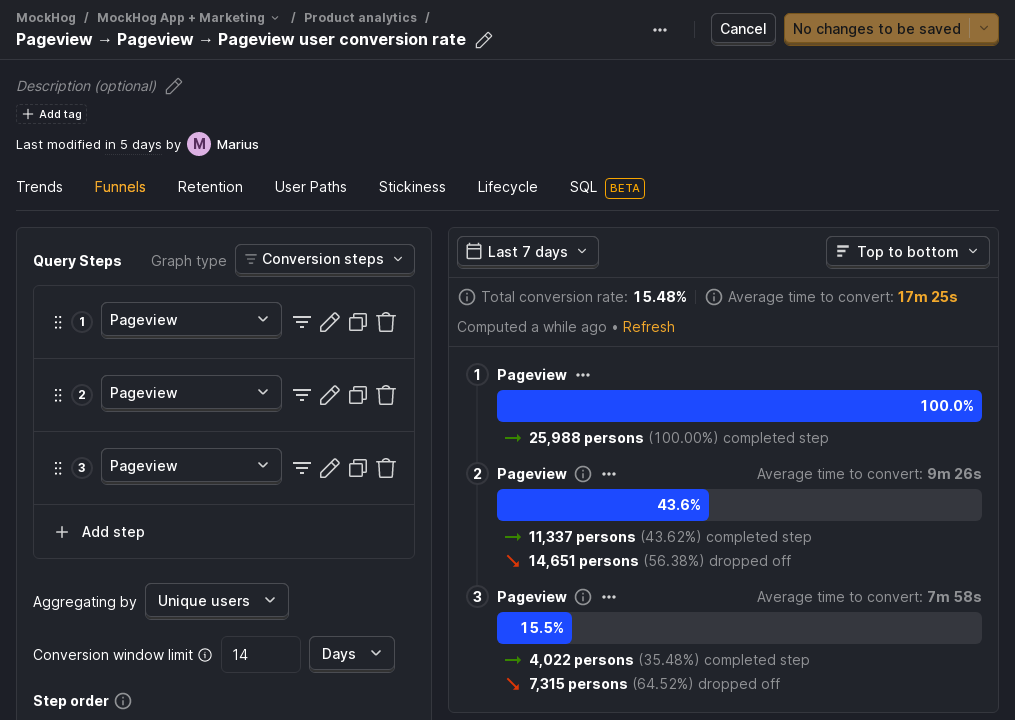 MockHog / MockHog App + Marketing / Product analytics /
Pageview → Pageview → Pageview user conversion rate
Cancel
No changes to be saved
Description (optional)
Add tag
Last modified in 5 days by M Marius
Trends Funnels Retention User Paths Stickiness Lifecycle SQL BETA
Query Steps
Graph type Conversion steps
1 Pageview
2 Pageview
3 Pageview
Add step
Aggregating by Unique users
Conversion window limit 14 Days
Step order
Last 7 days
Top to bottom
Total conversion rate: 15.48% Average time to convert: 17m 25s
Computed a while ago • Refresh
1 Pageview
100.0%
25,988 persons (100.00%) completed step
2 Pageview Average time to convert: 9m 26s
43.6%
11,337 persons (43.62%) completed step
14,651 persons (56.38%) dropped off
3 Pageview Average time to convert: 7m 58s
15.5%
4,022 persons (35.48%) completed step
7,315 persons (64.52%) dropped off